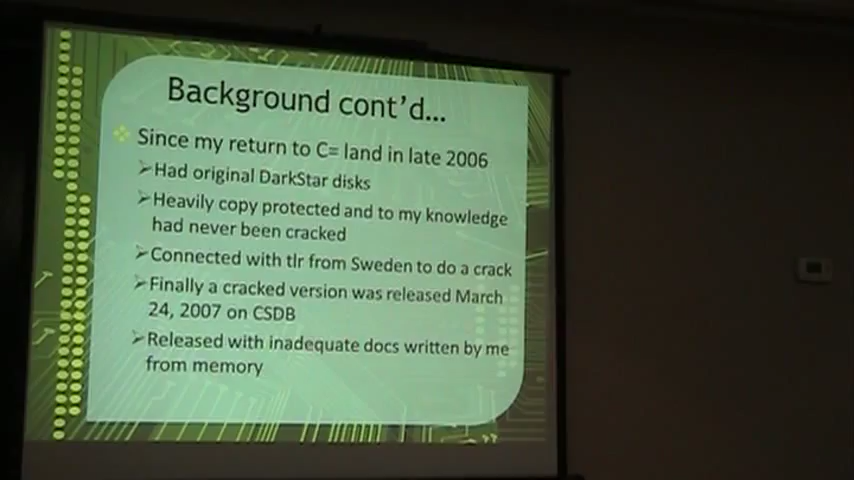 Background cont'd...
Since my return to C= land in late 2006
Had original DarkStar disks
Heavily copy protected and to my knowledge
had never been cracked
Connected with tlr from Sweden to do a crack
Finally a cracked version was released March
24, 2007 on CSDB
Released with inadequate docs written by me
from memory